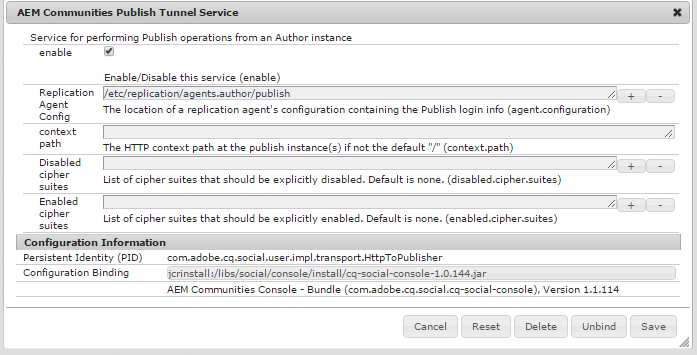 AEM Communities Publish Tunnel Service
Service for performing Publish operations from an Author instance
enable
Enable/Disable this service (enable)
Replication
Agent
Config
/etc/replication/agents.author/publish
+ -
The location of a replication agent's configuration containing the Publish login info (agent.configuration)
context
path
The HTTP context path at the publish instance(s) if not the default "/" (context.path)
Disabled
cipher
suites
+ -
List of cipher suites that should be explicitly disabled. Default is none. (disabled.cipher.suites)
Enabled
cipher
suites
+ -
List of cipher suites that should be explicitly enabled. Default is none. (enabled.cipher.suites)
Configuration Information
Persistent Identity (PID) com.adobe.cq.social.user.impl.transport.HttpToPublisher
Configuration Binding jcrinstall:/libs/social/console/install/cq-social-console-1.0.144.jar
AEM Communities Console - Bundle (com.adobe.cq.social.cq-social-console), Version 1.1.114
Cancel Reset Delete Unbind Save